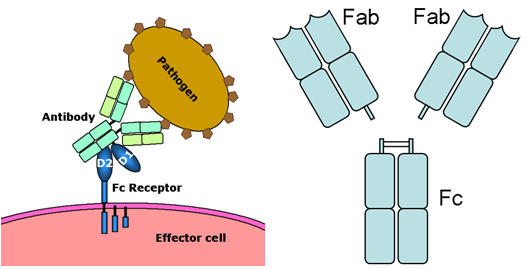 Pathogen
Antibody
D2
D1
Fc Receptor
Effector cell
Fab
Fab
Fc